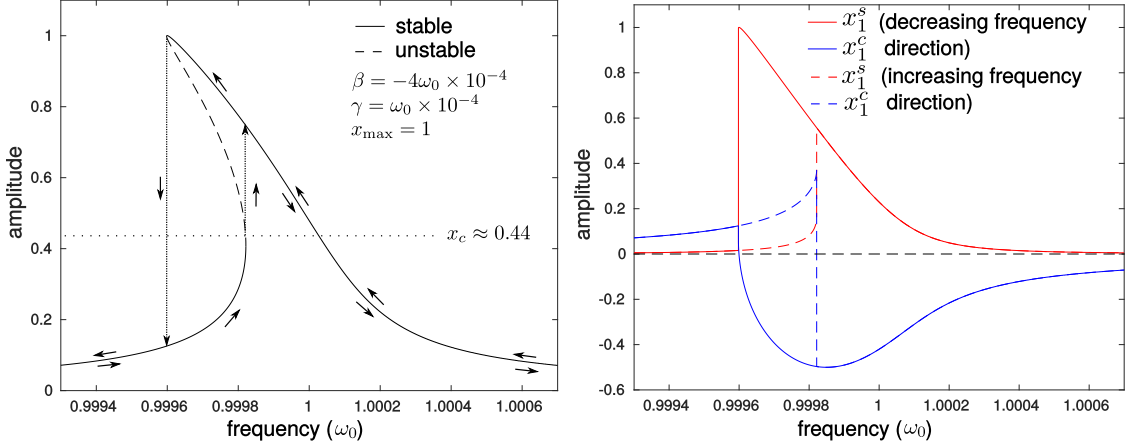 stable
unstable
β = −4ω₀ × 10⁻⁴
γ = ω₀ × 10⁻⁴
x_max = 1
x_c ≈ 0.44
amplitude
1
0.8
0.6
0.4
0.2
0
0.9994 0.9996 0.9998 1 1.0002 1.0004 1.0006
frequency (ω₀)
x₁ˢ (decreasing frequency
x₁ᶜ direction)
x₁ˢ (increasing frequency
x₁ᶜ direction)
amplitude
1
0.8
0.6
0.4
0.2
0
-0.2
-0.4
-0.6
0.9994 0.9996 0.9998 1 1.0002 1.0004 1.0006
frequency (ω₀)